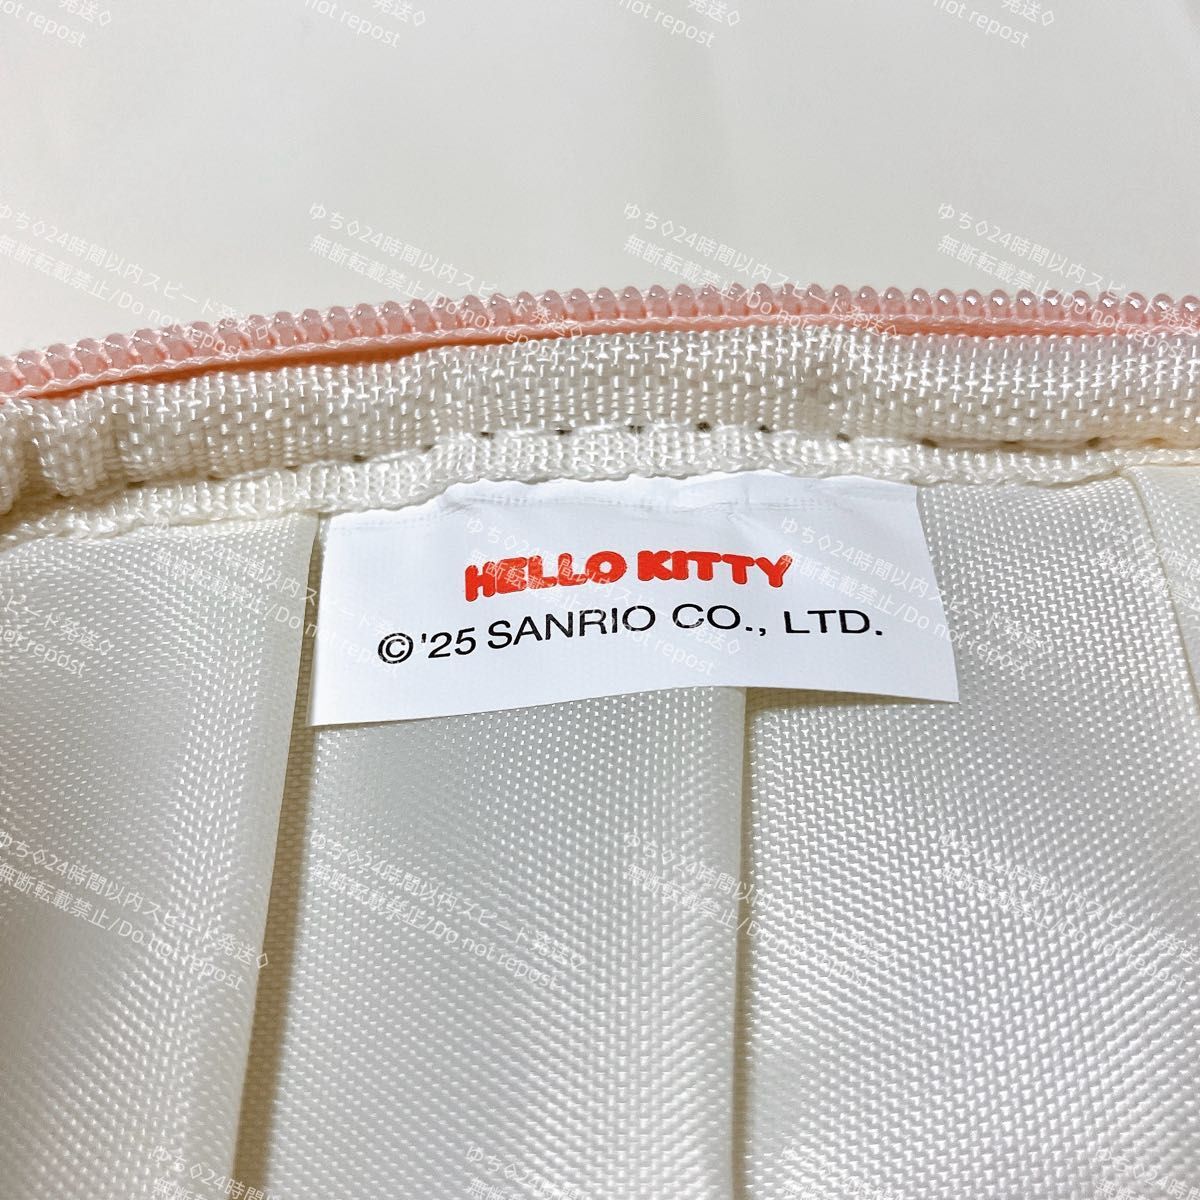 HELLO KITTY
©'25 SANRIO CO., LTD.
ゆち◇24時間以内スピード発送◇
無断転載禁止/Do not repost